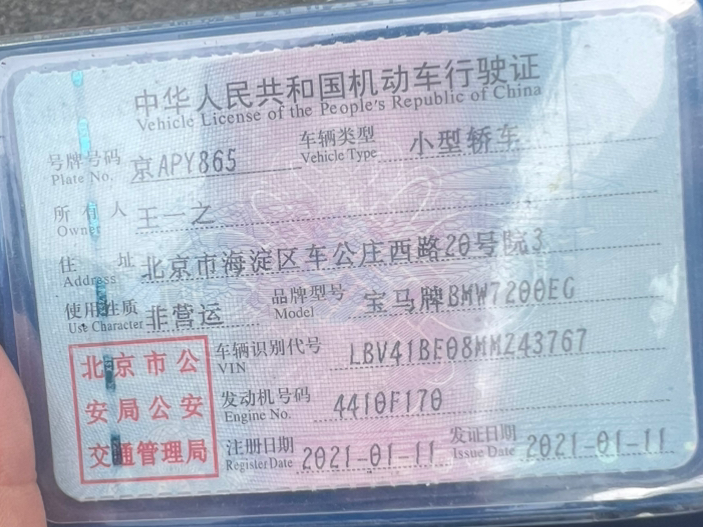 中华人民共和国机动车行驶证
Vehicle License of the People's Republic of China
号牌号码 京APY865 车辆类型 小型轿车
Plate No. Vehicle Type
所有人 王一之
Owner
住址 北京市海淀区车公庄西路20号院3
Address
使用性质 非营运 品牌型号 宝马牌BMW7200EG
Use Character Model
车辆识别代号 LBV41BE08MM243767
VIN
发动机号码 4410F170
Engine No.
注册日期 2021-01-11 发证日期 2021-01-11
Register Date Issue Date
北京市公
安局公安
交通管理局